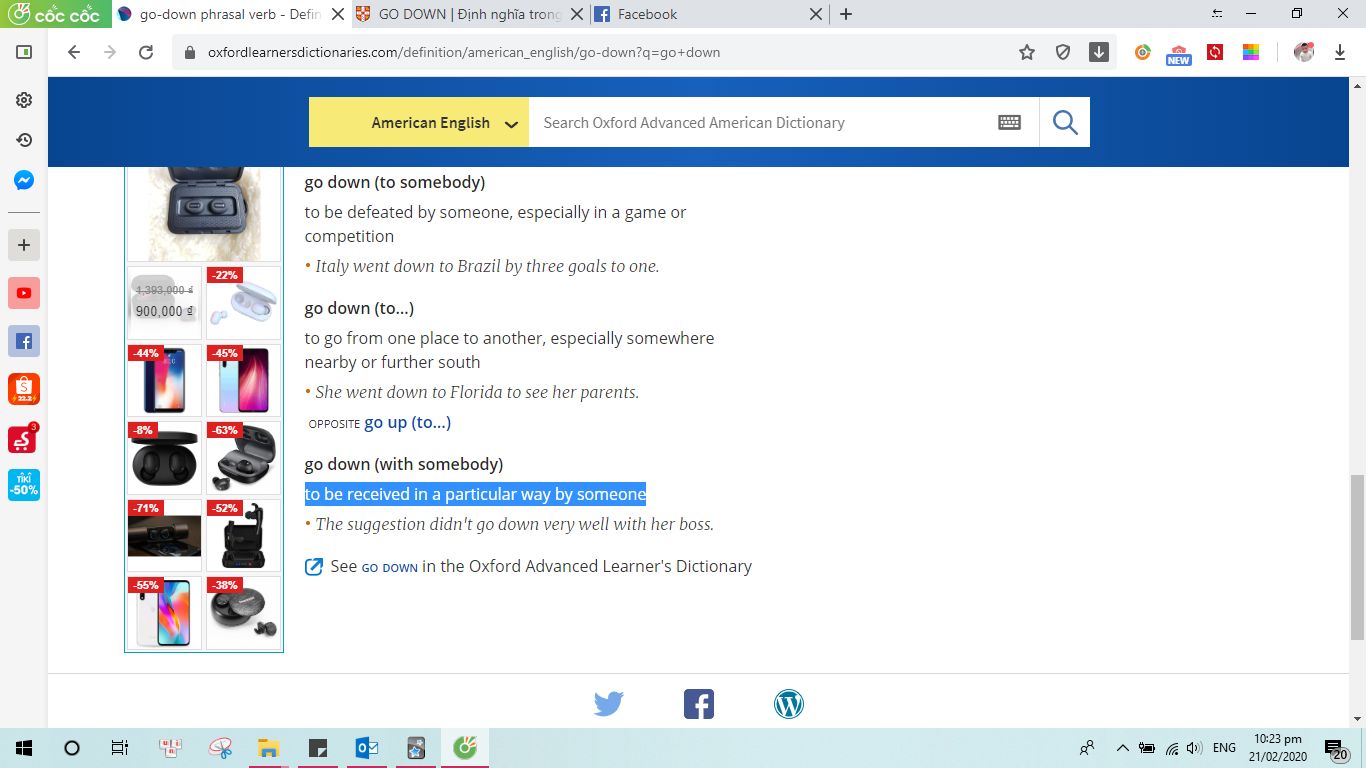 cốc cốc
go-down phrasal verb - Defin
GO DOWN | Định nghĩa trong
Facebook
oxfordlearnersdictionaries.com/definition/american_english/go-down?q=go+down
NEW
American English
Search Oxford Advanced American Dictionary
go down (to somebody)
to be defeated by someone, especially in a game or
competition
• Italy went down to Brazil by three goals to one.
go down (to…)
to go from one place to another, especially somewhere
nearby or further south
• She went down to Florida to see her parents.
OPPOSITE go up (to…)
go down (with somebody)
to be received in a particular way by someone
• The suggestion didn't go down very well with her boss.
See GO DOWN in the Oxford Advanced Learner's Dictionary
1,393,000 ₫
900,000 ₫
-22%
-44%
-45%
-8%
-63%
-71%
-52%
-55%
-38%
22.2
3
TIKI
-50%
ENG
10:23 pm
21/02/2020
20